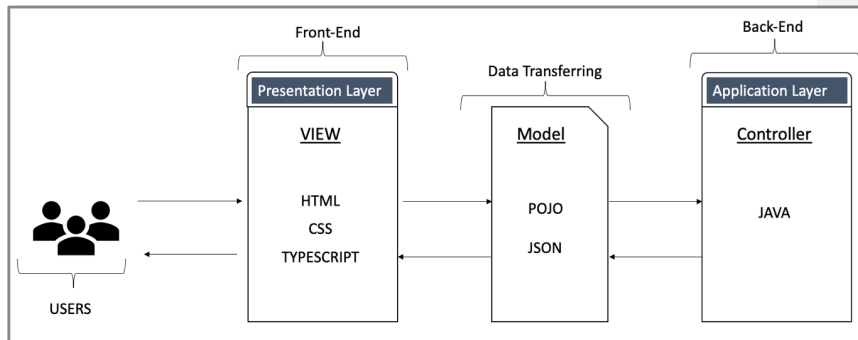 Front-End
Back-End
Data Transferring
Presentation Layer
Application Layer
VIEW
Model
Controller
HTML
CSS
TYPESCRIPT
POJO
JSON
JAVA
USERS